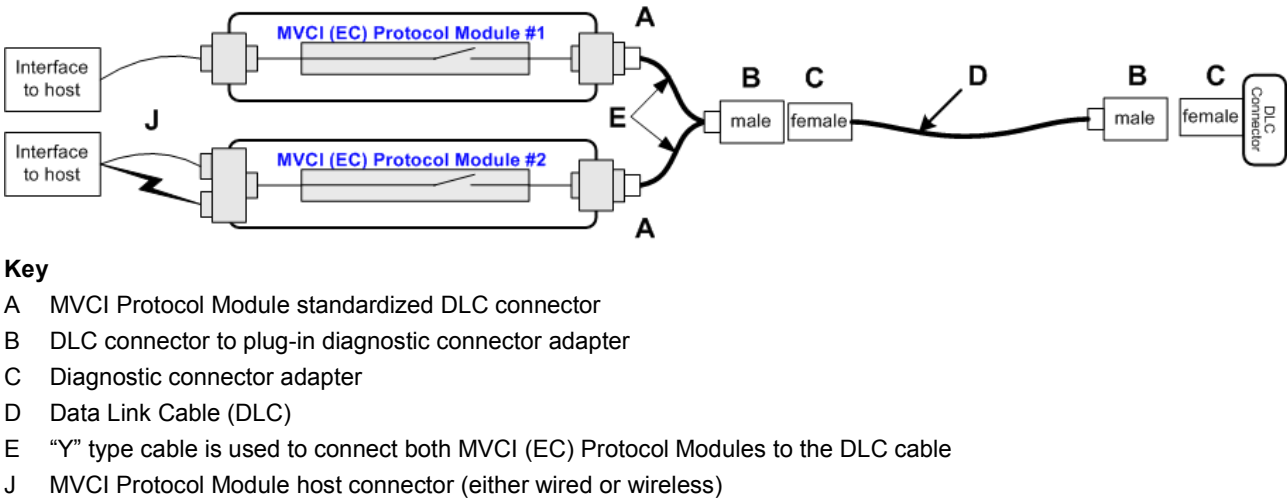 A
MVCI (EC) Protocol Module #1
Interface
to host
B
C
D
B
C
E
male
female
male
female
DLC
Connector
J
Interface
to host
MVCI (EC) Protocol Module #2
A
Key
A MVCI Protocol Module standardized DLC connector
B DLC connector to plug-in diagnostic connector adapter
C Diagnostic connector adapter
D Data Link Cable (DLC)
E “Y” type cable is used to connect both MVCI (EC) Protocol Modules to the DLC cable
J MVCI Protocol Module host connector (either wired or wireless)